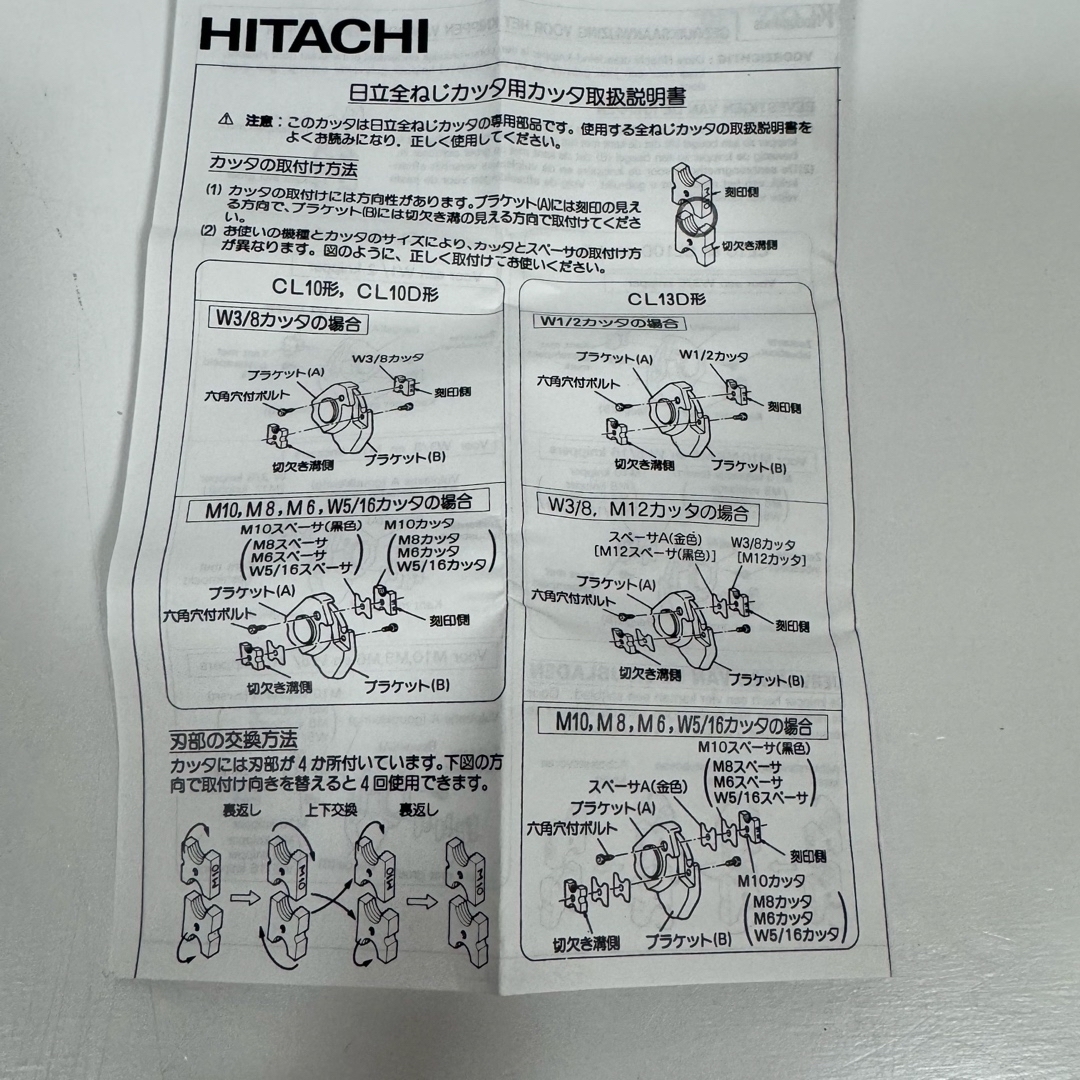 HITACHI
日立全ねじカッタ用カッタ取扱説明書
⚠ 注意：このカッタは日立全ねじカッタの専用部品です。使用する全ねじカッタの取扱説明書を
よくお読みになり，正しく使用してください。
カッタの取付け方法
(1) カッタの取付けには方向性があります。ブラケット(A)には刻印の見え
る方向で、ブラケット(B)には切欠き溝の見える方向で取付けてくださ
い。
(2) お使いの機種とカッタのサイズにより、カッタとスペーサの取付け方
が異なります。図のように、正しく取付けてお使いください。
刻印側
切欠き溝側
CL10形，CL10D形
W3/8カッタの場合
W3/8カッタ
ブラケット(A)
六角穴付ボルト
刻印側
切欠き溝側
ブラケット(B)
M10，M8，M6，W5/16カッタの場合
M10スペーサ(黒色)
(M8スペーサ
M6スペーサ
W5/16スペーサ)
M10カッタ
(M8カッタ
M6カッタ
W5/16カッタ)
ブラケット(A)
六角穴付ボルト
刻印側
切欠き溝側
ブラケット(B)
刃部の交換方法
カッタには刃部が4か所付いています。下図の方
向で取付け向きを替えると4回使用できます。
裏返し 上下交換 裏返し
M10
M10
M10
M10
CL13D形
W1/2カッタの場合
ブラケット(A)
W1/2カッタ
六角穴付ボルト
刻印側
切欠き溝側
ブラケット(B)
W3/8，M12カッタの場合
スペーサA(金色)
[M12スペーサ(黒色)]
W3/8カッタ
[M12カッタ]
ブラケット(A)
六角穴付ボルト
刻印側
切欠き溝側
ブラケット(B)
M10，M8，M6，W5/16カッタの場合
M10スペーサ(黒色)
(M8スペーサ
M6スペーサ
W5/16スペーサ)
スペーサA(金色)
ブラケット(A)
六角穴付ボルト
刻印側
M10カッタ
(M8カッタ
M6カッタ
W5/16カッタ)
切欠き溝側
ブラケット(B)